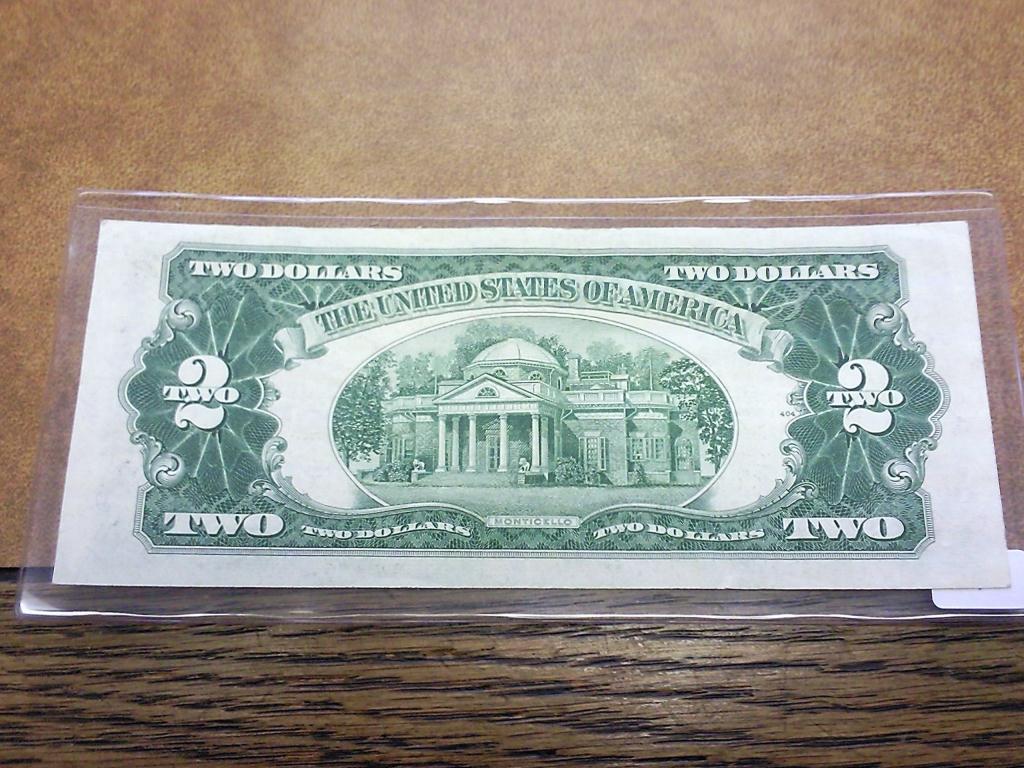 TWO DOLLARS TWO DOLLARS
THE UNITED STATES OF AMERICA
2 2
TWO TWO
404
MONTICELLO
TWO TWO DOLLARS TWO DOLLARS TWO